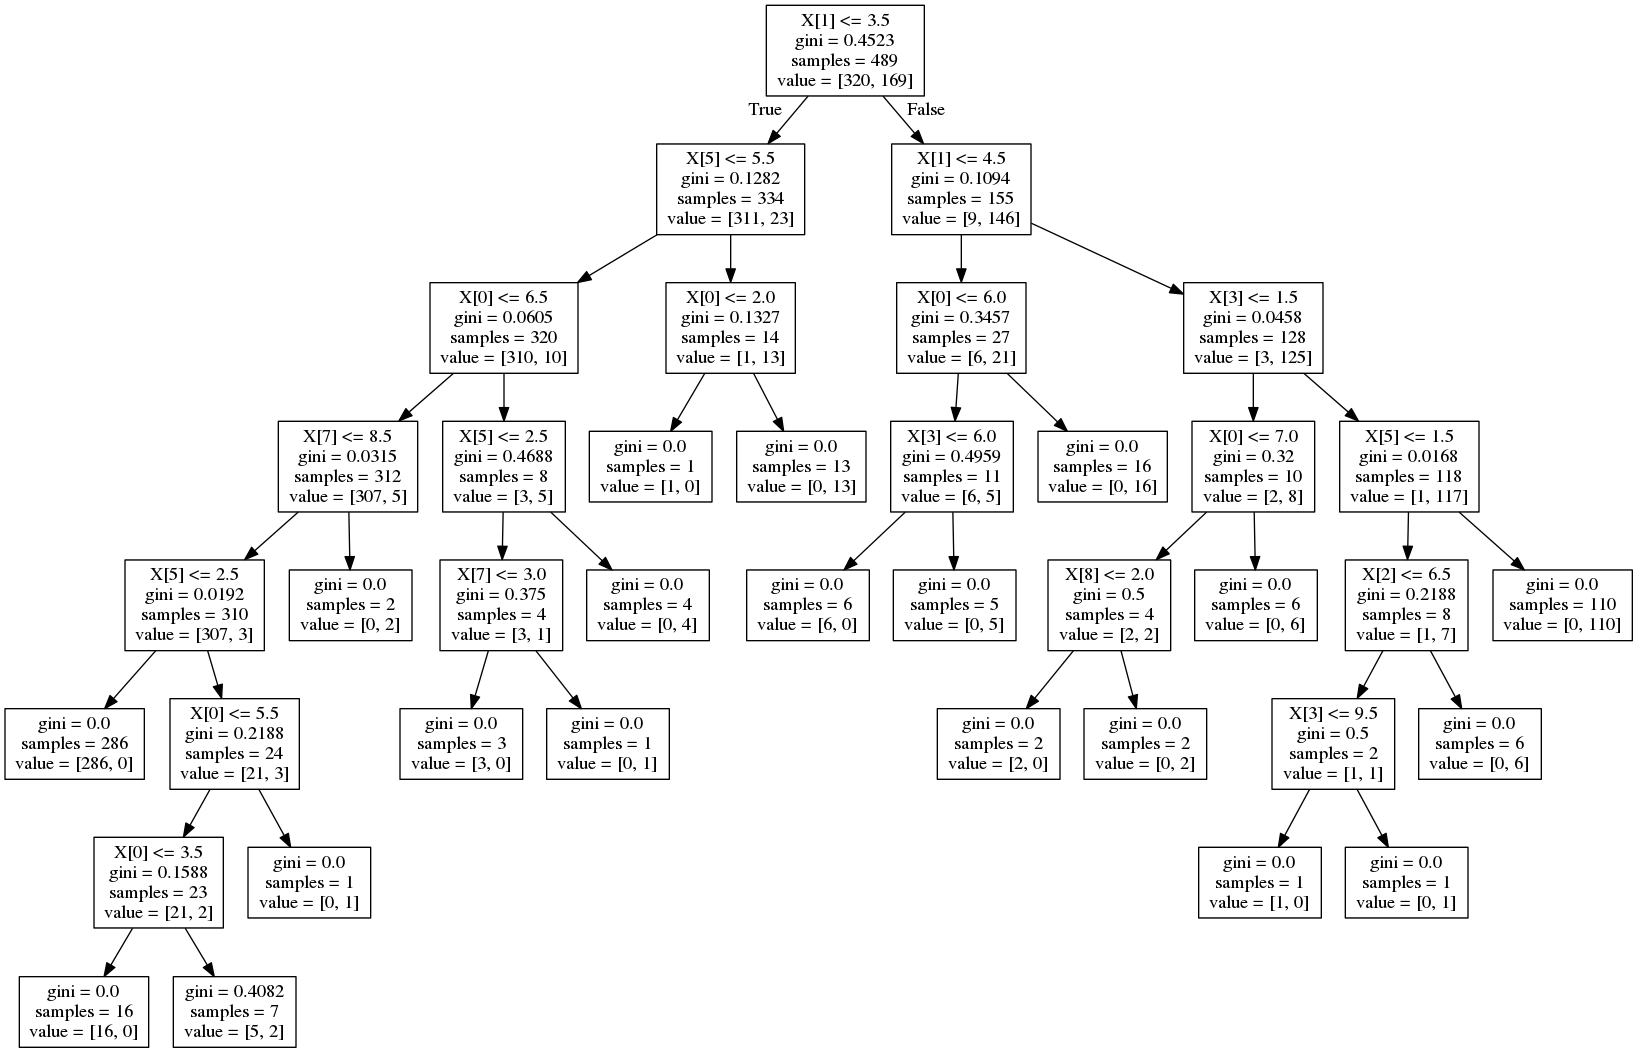 X[1] <= 3.5
gini = 0.4523
samples = 489
value = [320, 169]
True
False
X[5] <= 5.5
gini = 0.1282
samples = 334
value = [311, 23]
X[1] <= 4.5
gini = 0.1094
samples = 155
value = [9, 146]
X[0] <= 6.5
gini = 0.0605
samples = 320
value = [310, 10]
X[0] <= 2.0
gini = 0.1327
samples = 14
value = [1, 13]
X[0] <= 6.0
gini = 0.3457
samples = 27
value = [6, 21]
X[3] <= 1.5
gini = 0.0458
samples = 128
value = [3, 125]
X[7] <= 8.5
gini = 0.0315
samples = 312
value = [307, 5]
X[5] <= 2.5
gini = 0.4688
samples = 8
value = [3, 5]
gini = 0.0
samples = 1
value = [1, 0]
gini = 0.0
samples = 13
value = [0, 13]
X[3] <= 6.0
gini = 0.4959
samples = 11
value = [6, 5]
gini = 0.0
samples = 16
value = [0, 16]
X[0] <= 7.0
gini = 0.32
samples = 10
value = [2, 8]
X[5] <= 1.5
gini = 0.0168
samples = 118
value = [1, 117]
X[5] <= 2.5
gini = 0.0192
samples = 310
value = [307, 3]
gini = 0.0
samples = 2
value = [0, 2]
X[7] <= 3.0
gini = 0.375
samples = 4
value = [3, 1]
gini = 0.0
samples = 4
value = [0, 4]
gini = 0.0
samples = 6
value = [6, 0]
gini = 0.0
samples = 5
value = [0, 5]
X[8] <= 2.0
gini = 0.5
samples = 4
value = [2, 2]
gini = 0.0
samples = 6
value = [0, 6]
X[2] <= 6.5
gini = 0.2188
samples = 8
value = [1, 7]
gini = 0.0
samples = 110
value = [0, 110]
gini = 0.0
samples = 286
value = [286, 0]
X[0] <= 5.5
gini = 0.2188
samples = 24
value = [21, 3]
gini = 0.0
samples = 3
value = [3, 0]
gini = 0.0
samples = 1
value = [0, 1]
gini = 0.0
samples = 2
value = [2, 0]
gini = 0.0
samples = 2
value = [0, 2]
X[3] <= 9.5
gini = 0.5
samples = 2
value = [1, 1]
gini = 0.0
samples = 6
value = [0, 6]
X[0] <= 3.5
gini = 0.1588
samples = 23
value = [21, 2]
gini = 0.0
samples = 1
value = [0, 1]
gini = 0.0
samples = 1
value = [1, 0]
gini = 0.0
samples = 1
value = [0, 1]
gini = 0.0
samples = 16
value = [16, 0]
gini = 0.4082
samples = 7
value = [5, 2]